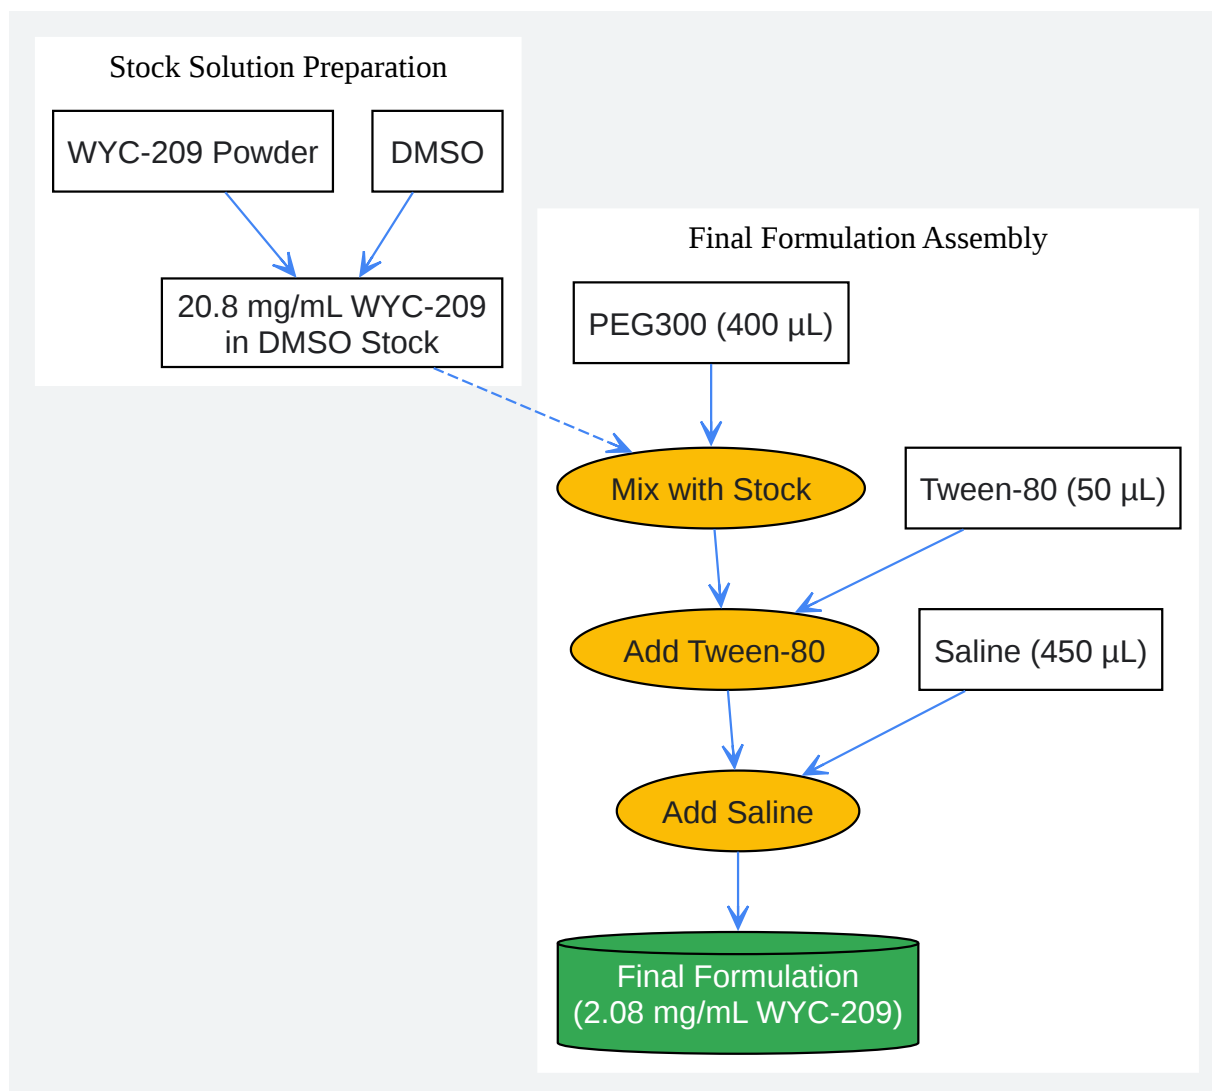 Stock Solution Preparation
WYC-209 Powder
DMSO
20.8 mg/mL WYC-209
in DMSO Stock
Final Formulation Assembly
PEG300 (400 µL)
Mix with Stock
Tween-80 (50 µL)
Add Tween-80
Saline (450 µL)
Add Saline
Final Formulation
(2.08 mg/mL WYC-209)